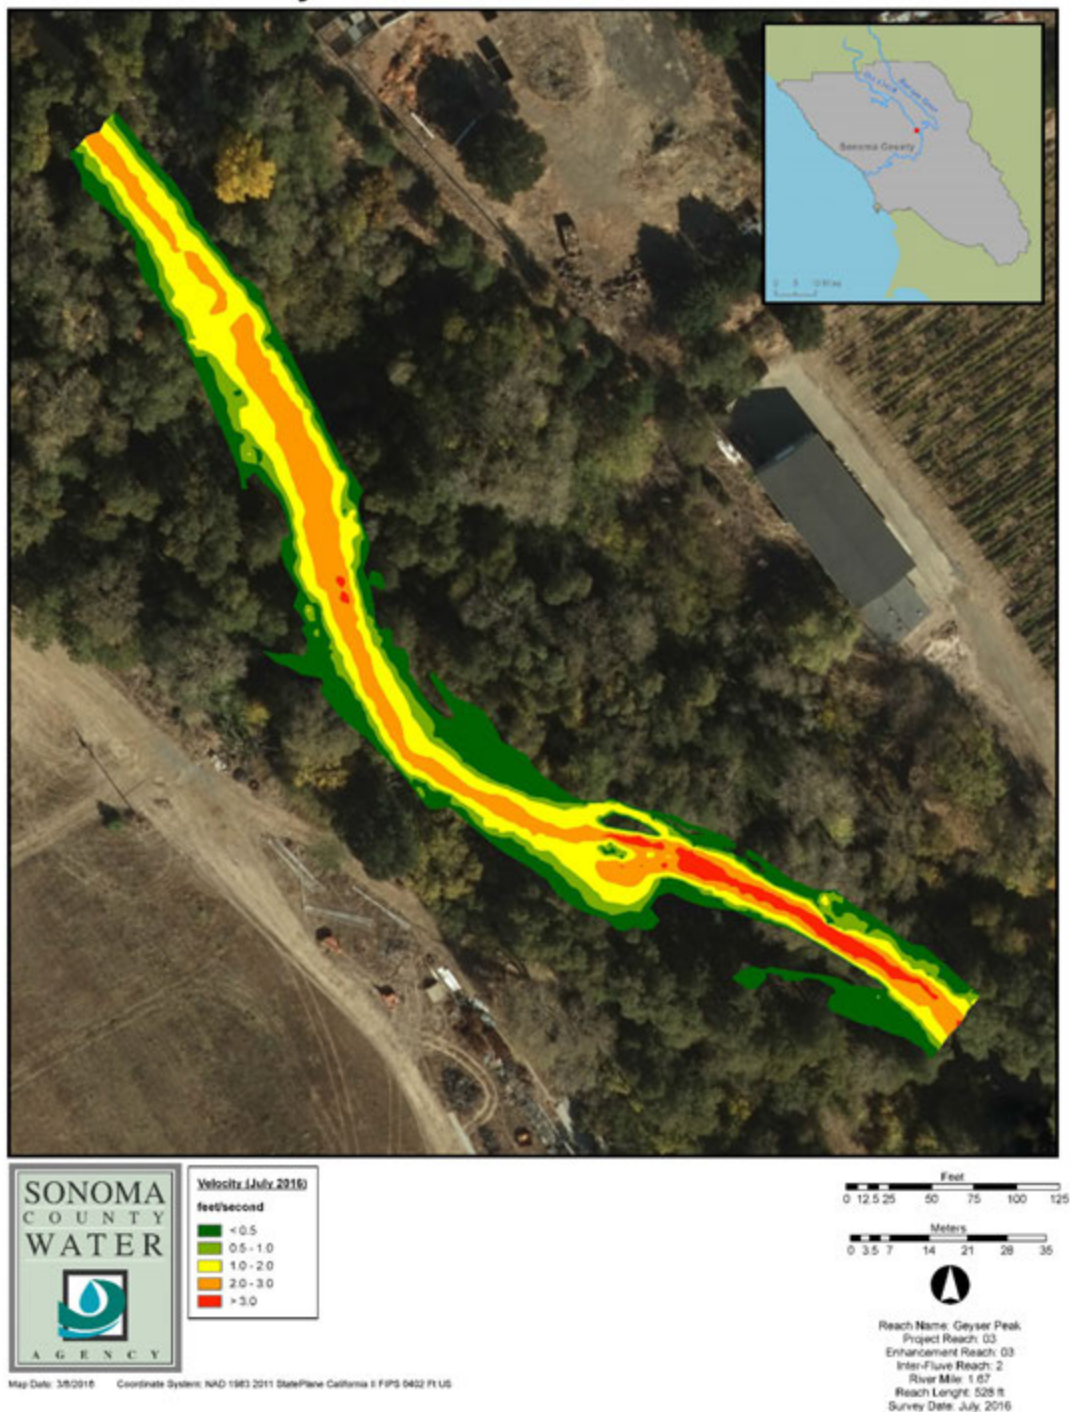 Sonoma County
SONOMA
COUNTY
WATER
AGENCY
Velocity (July 2016)
feet/second
< 0.5
0.5 - 1.0
1.0 - 2.0
2.0 - 3.0
> 3.0
Feet
0 12.5 25 50 75 100 125
Meters
0 3.5 7 14 21 28 35
Reach Name: Geyser Peak
Project Reach: 03
Enhancement Reach: 03
Inter-Fluve Reach: 2
River Mile: 1.67
Reach Lenght: 528 ft
Survey Date: July, 2016
Map Date: 3/8/2018 Coordinate System: NAD 1983 2011 StatePlane California II FIPS 0402 Ft US